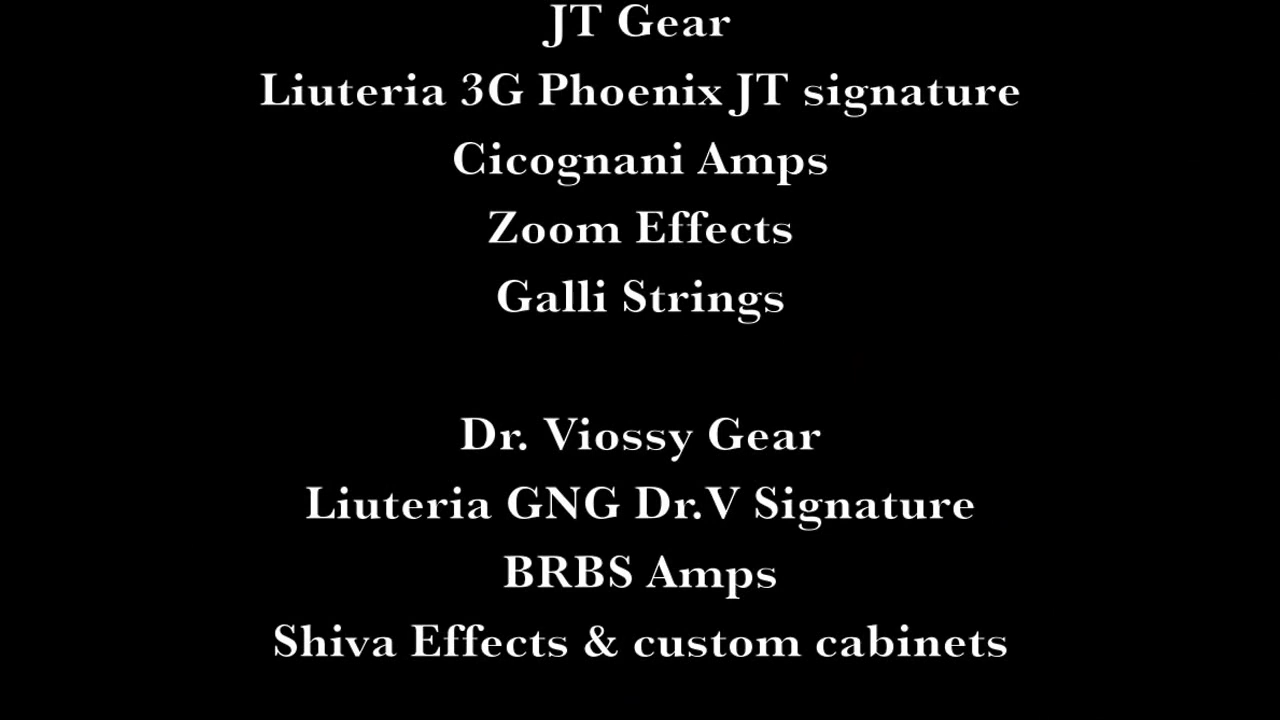 JT Gear
Liuteria 3G Phoenix JT signature
Cicognani Amps
Zoom Effects
Galli Strings
Dr. Viossy Gear
Liuteria GNG Dr.V Signature
BRBS Amps
Shiva Effects & custom cabinets